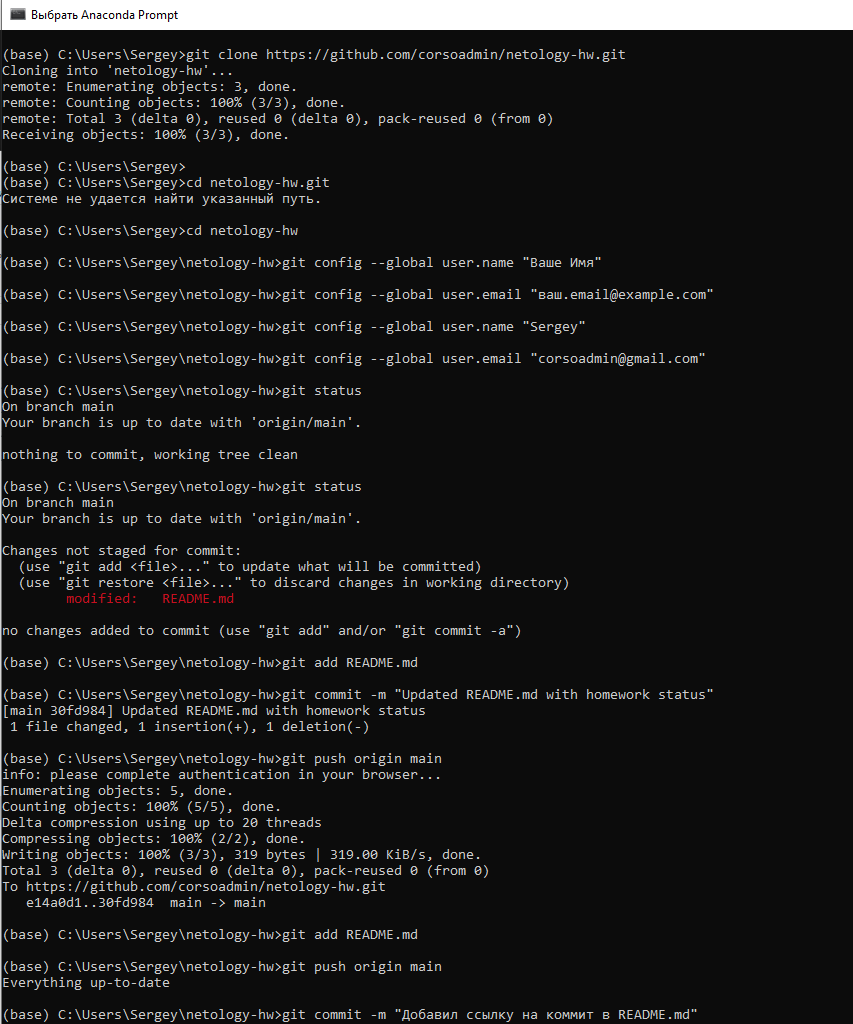 Выбрать Anaconda Prompt
(base) C:\Users\Sergey>git clone https://github.com/corsoadmin/netology-hw.git
Cloning into 'netology-hw'...
remote: Enumerating objects: 3, done.
remote: Counting objects: 100% (3/3), done.
remote: Total 3 (delta 0), reused 0 (delta 0), pack-reused 0 (from 0)
Receiving objects: 100% (3/3), done.
(base) C:\Users\Sergey>
(base) C:\Users\Sergey>cd netology-hw.git
Системе не удается найти указанный путь.
(base) C:\Users\Sergey>cd netology-hw
(base) C:\Users\Sergey\netology-hw>git config --global user.name "Ваше Имя"
(base) C:\Users\Sergey\netology-hw>git config --global user.email "ваш.email@example.com"
(base) C:\Users\Sergey\netology-hw>git config --global user.name "Sergey"
(base) C:\Users\Sergey\netology-hw>git config --global user.email "corsoadmin@gmail.com"
(base) C:\Users\Sergey\netology-hw>git status
On branch main
Your branch is up to date with 'origin/main'.
nothing to commit, working tree clean
(base) C:\Users\Sergey\netology-hw>git status
On branch main
Your branch is up to date with 'origin/main'.
Changes not staged for commit:
  (use "git add <file>..." to update what will be committed)
  (use "git restore <file>..." to discard changes in working directory)
        modified:   README.md
no changes added to commit (use "git add" and/or "git commit -a")
(base) C:\Users\Sergey\netology-hw>git add README.md
(base) C:\Users\Sergey\netology-hw>git commit -m "Updated README.md with homework status"
[main 30fd984] Updated README.md with homework status
 1 file changed, 1 insertion(+), 1 deletion(-)
(base) C:\Users\Sergey\netology-hw>git push origin main
info: please complete authentication in your browser...
Enumerating objects: 5, done.
Counting objects: 100% (5/5), done.
Delta compression using up to 20 threads
Compressing objects: 100% (2/2), done.
Writing objects: 100% (3/3), 319 bytes | 319.00 KiB/s, done.
Total 3 (delta 0), reused 0 (delta 0), pack-reused 0 (from 0)
To https://github.com/corsoadmin/netology-hw.git
   e14a0d1..30fd984  main -> main
(base) C:\Users\Sergey\netology-hw>git add README.md
(base) C:\Users\Sergey\netology-hw>git push origin main
Everything up-to-date
(base) C:\Users\Sergey\netology-hw>git commit -m "Добавил ссылку на коммит в README.md"